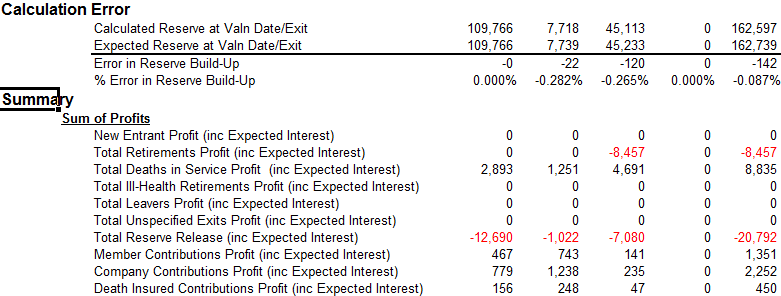 Calculation Error
Calculated Reserve at Valn Date/Exit 109,766 7,718 45,113 0 162,597
Expected Reserve at Valn Date/Exit 109,766 7,739 45,233 0 162,739
Error in Reserve Build-Up -0 -22 -120 0 -142
% Error in Reserve Build-Up 0.000% -0.282% -0.265% 0.000% -0.087%
Summary
Sum of Profits
New Entrant Profit (inc Expected Interest) 0 0 0 0 0
Total Retirements Profit (inc Expected Interest) 0 0 -8,457 0 -8,457
Total Deaths in Service Profit (inc Expected Interest) 2,893 1,251 4,691 0 8,835
Total Ill-Health Retirements Profit (inc Expected Interest) 0 0 0 0 0
Total Leavers Profit (inc Expected Interest) 0 0 0 0 0
Total Unspecified Exits Profit (inc Expected Interest) 0 0 0 0 0
Total Reserve Release (inc Expected Interest) -12,690 -1,022 -7,080 0 -20,792
Member Contributions Profit (inc Expected Interest) 467 743 141 0 1,351
Company Contributions Profit (inc Expected Interest) 779 1,238 235 0 2,252
Death Insured Contributions Profit (inc Expected Interest) 156 248 47 0 450